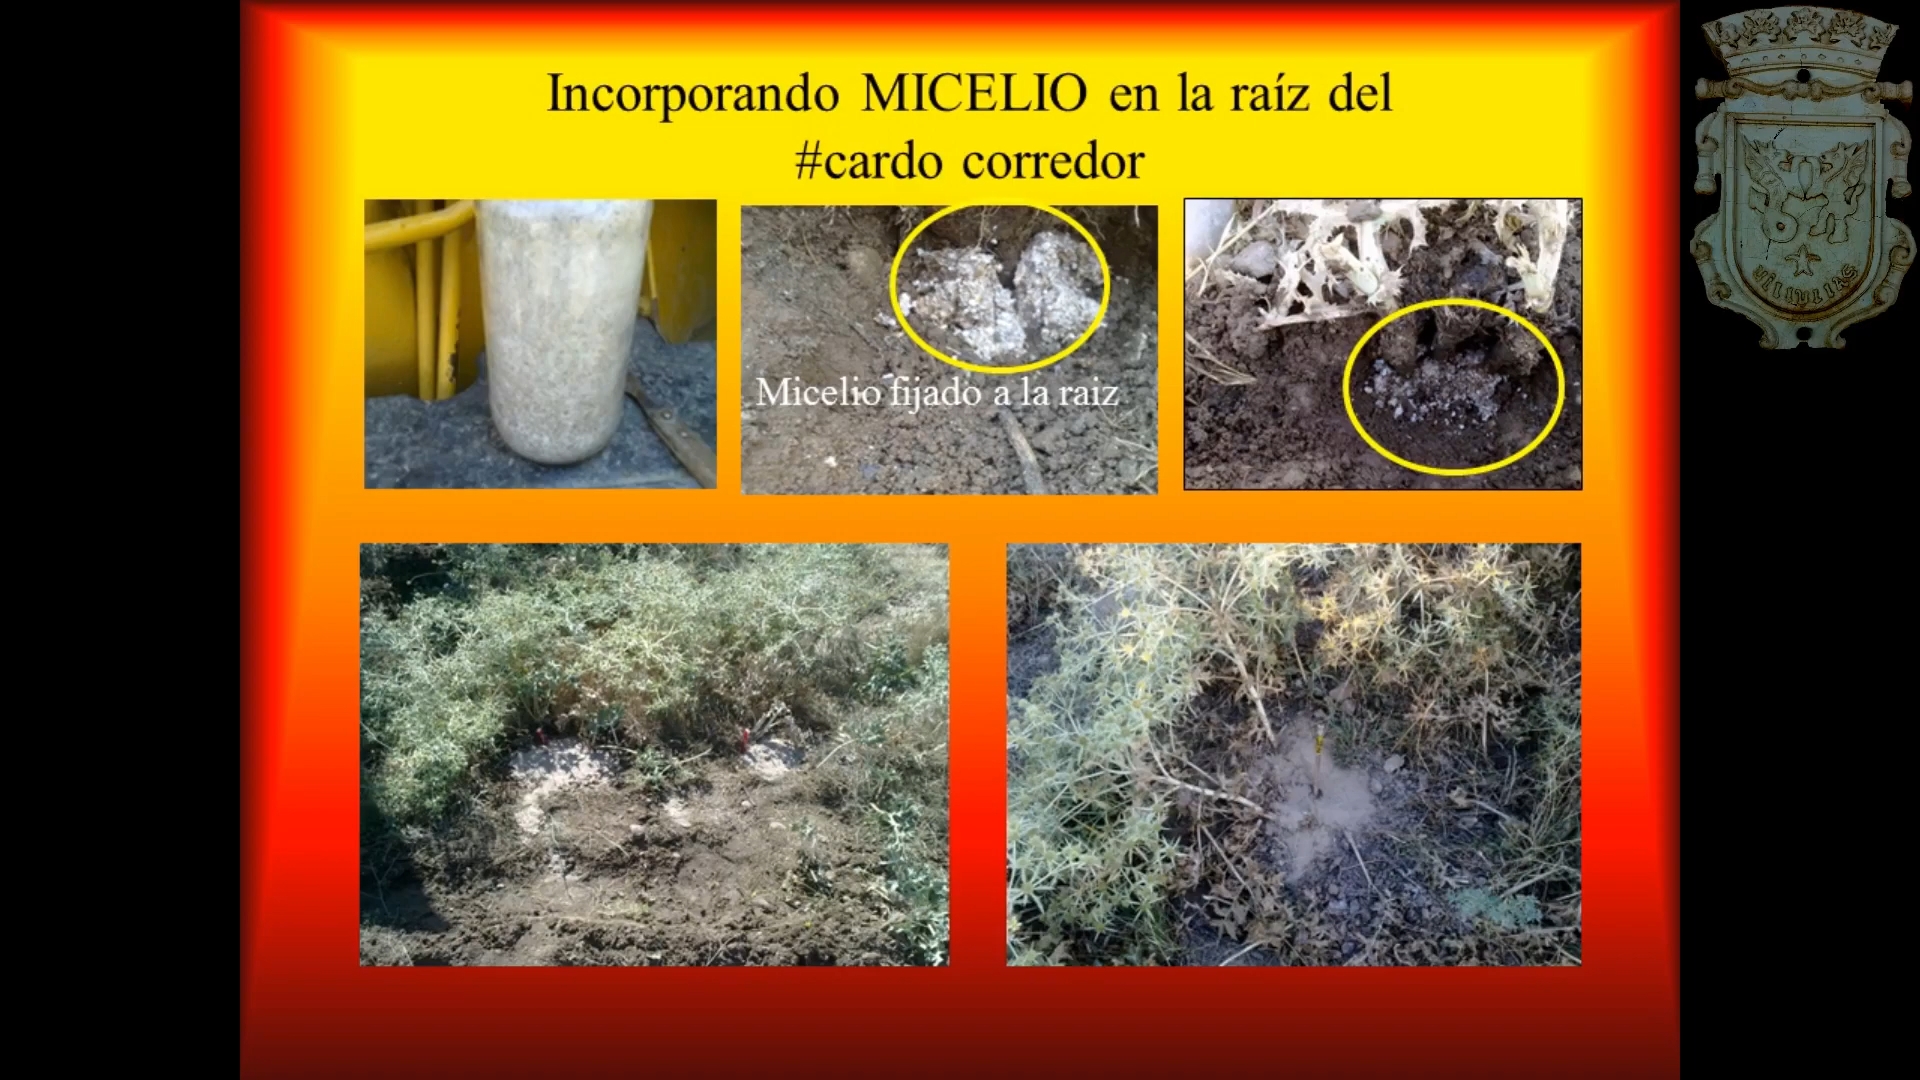 Incorporando MICELIO en la raíz del
#cardo corredor
Micelio fijado a la raiz